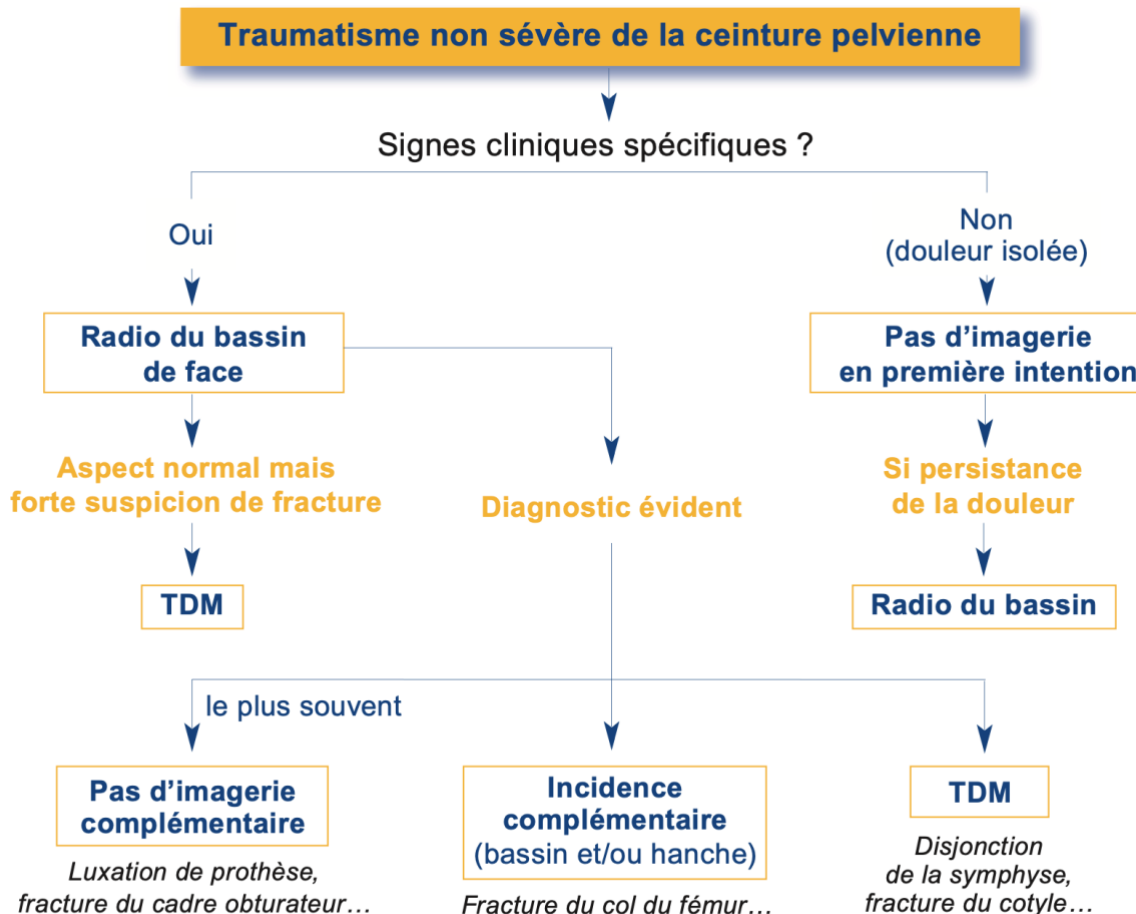 Traumatisme non sévère de la ceinture pelvienne
Signes cliniques spécifiques ?
Oui
Non
(douleur isolée)
Radio du bassin
de face
Pas d’imagerie
en première intention
Aspect normal mais
forte suspicion de fracture
Diagnostic évident
Si persistance
de la douleur
TDM
Radio du bassin
le plus souvent
Pas d’imagerie
complémentaire
Luxation de prothèse,
fracture du cadre obturateur…
Incidence
complémentaire
(bassin et/ou hanche)
Fracture du col du fémur…
TDM
Disjonction
de la symphyse,
fracture du cotyle…